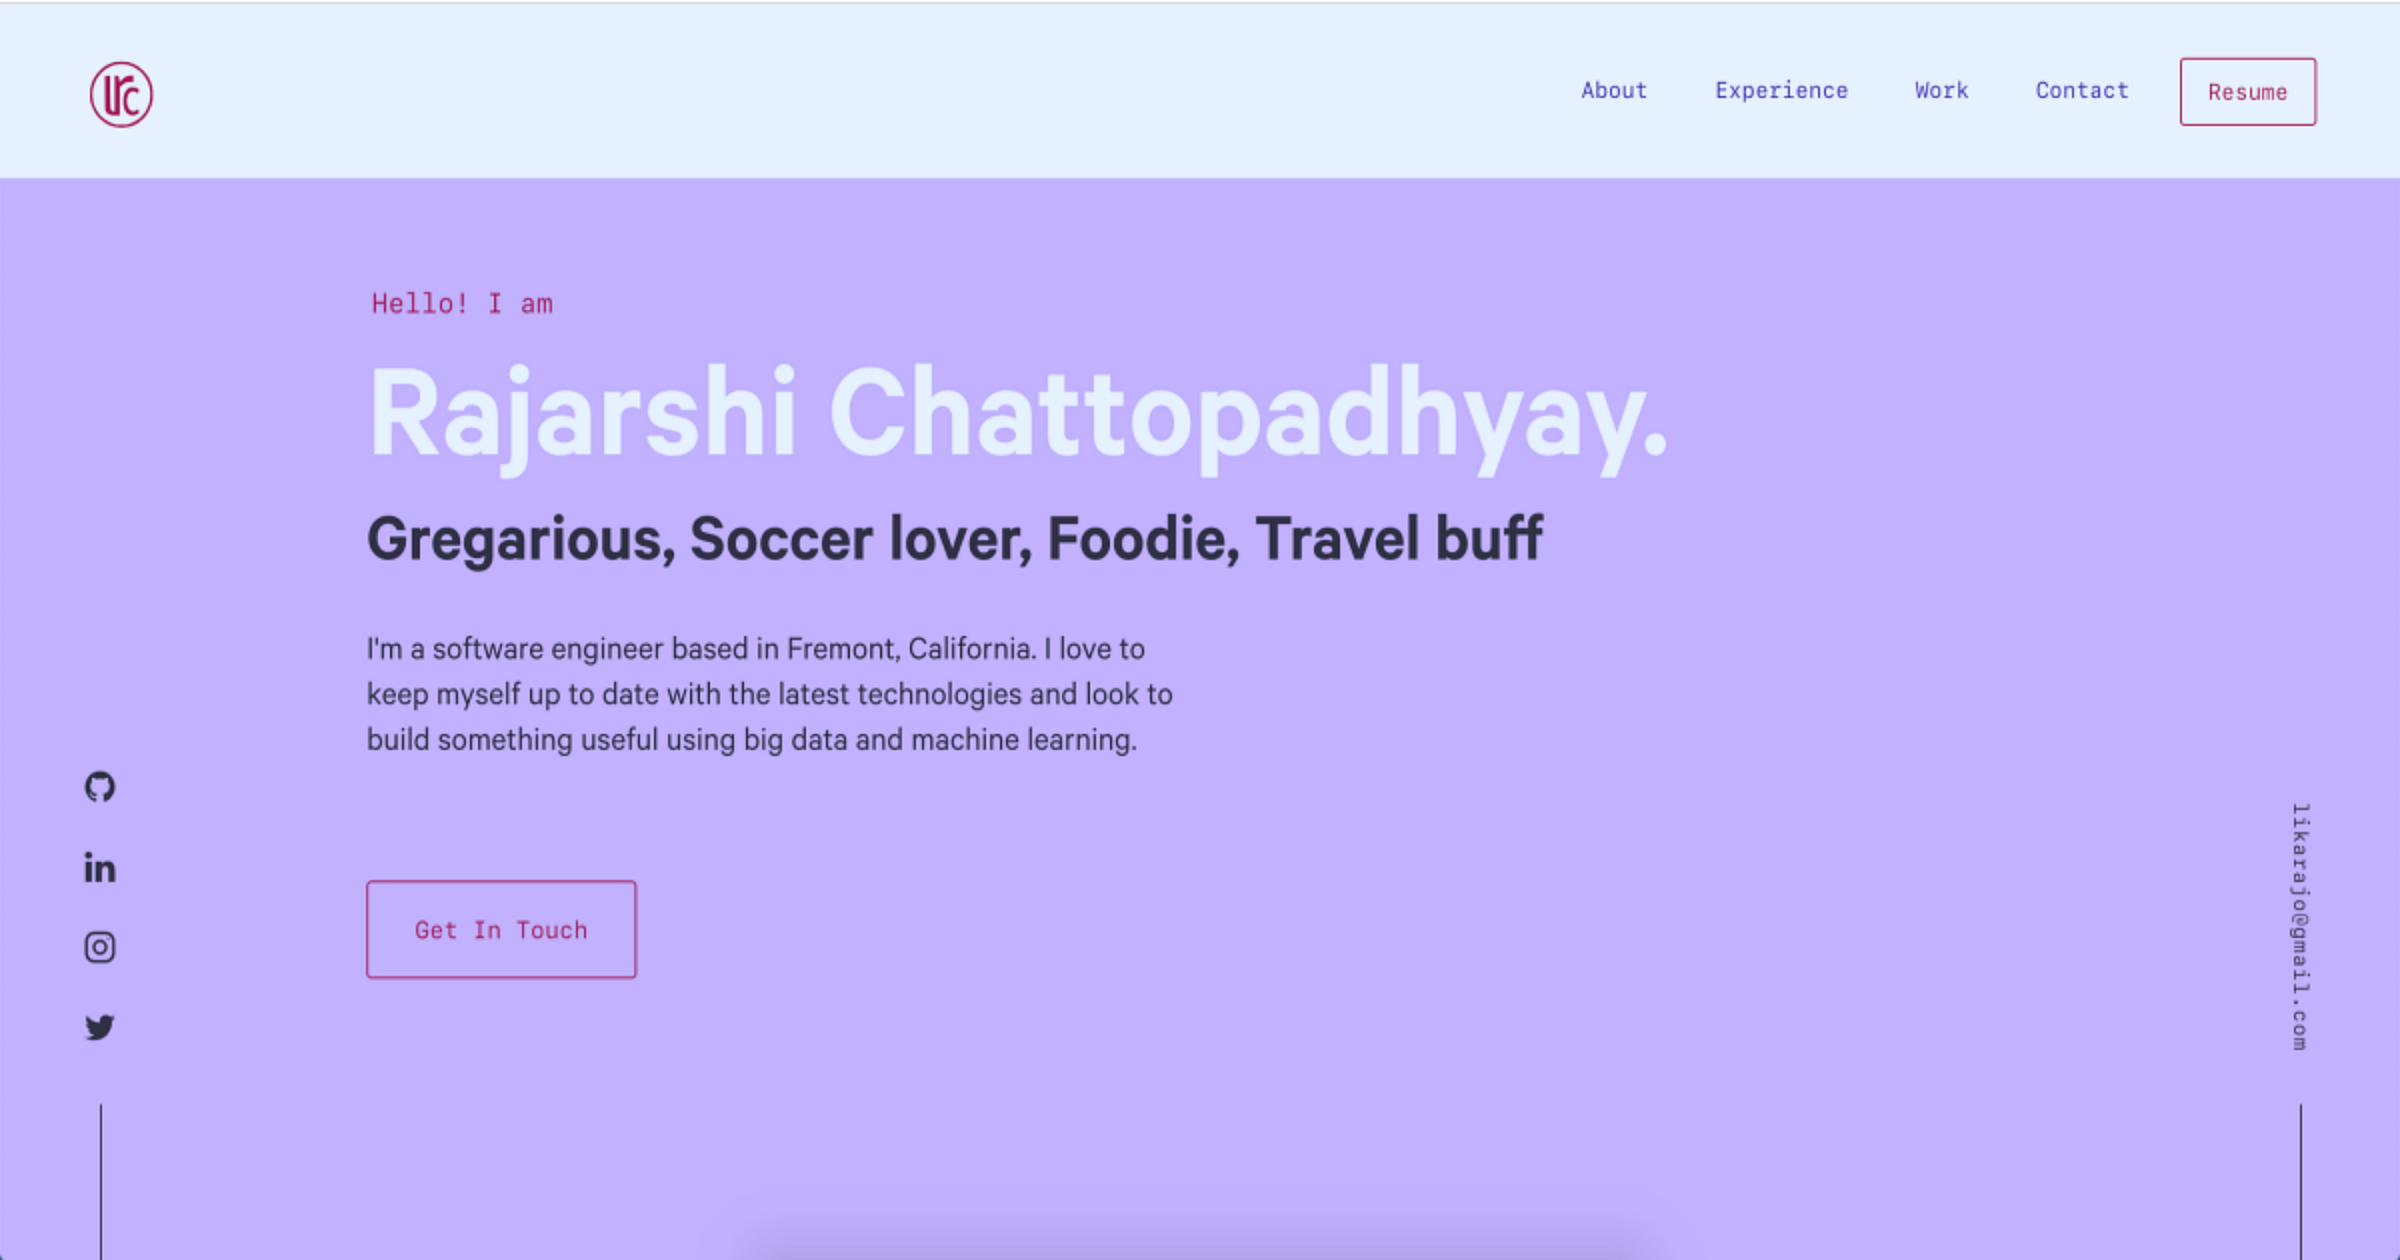 lrc
About Experience Work Contact Resume
Hello! I am
Rajarshi Chattopadhyay.
Gregarious, Soccer lover, Foodie, Travel buff
I'm a software engineer based in Fremont, California. I love to
keep myself up to date with the latest technologies and look to
build something useful using big data and machine learning.
in
Get In Touch
likarajo@gmail.com